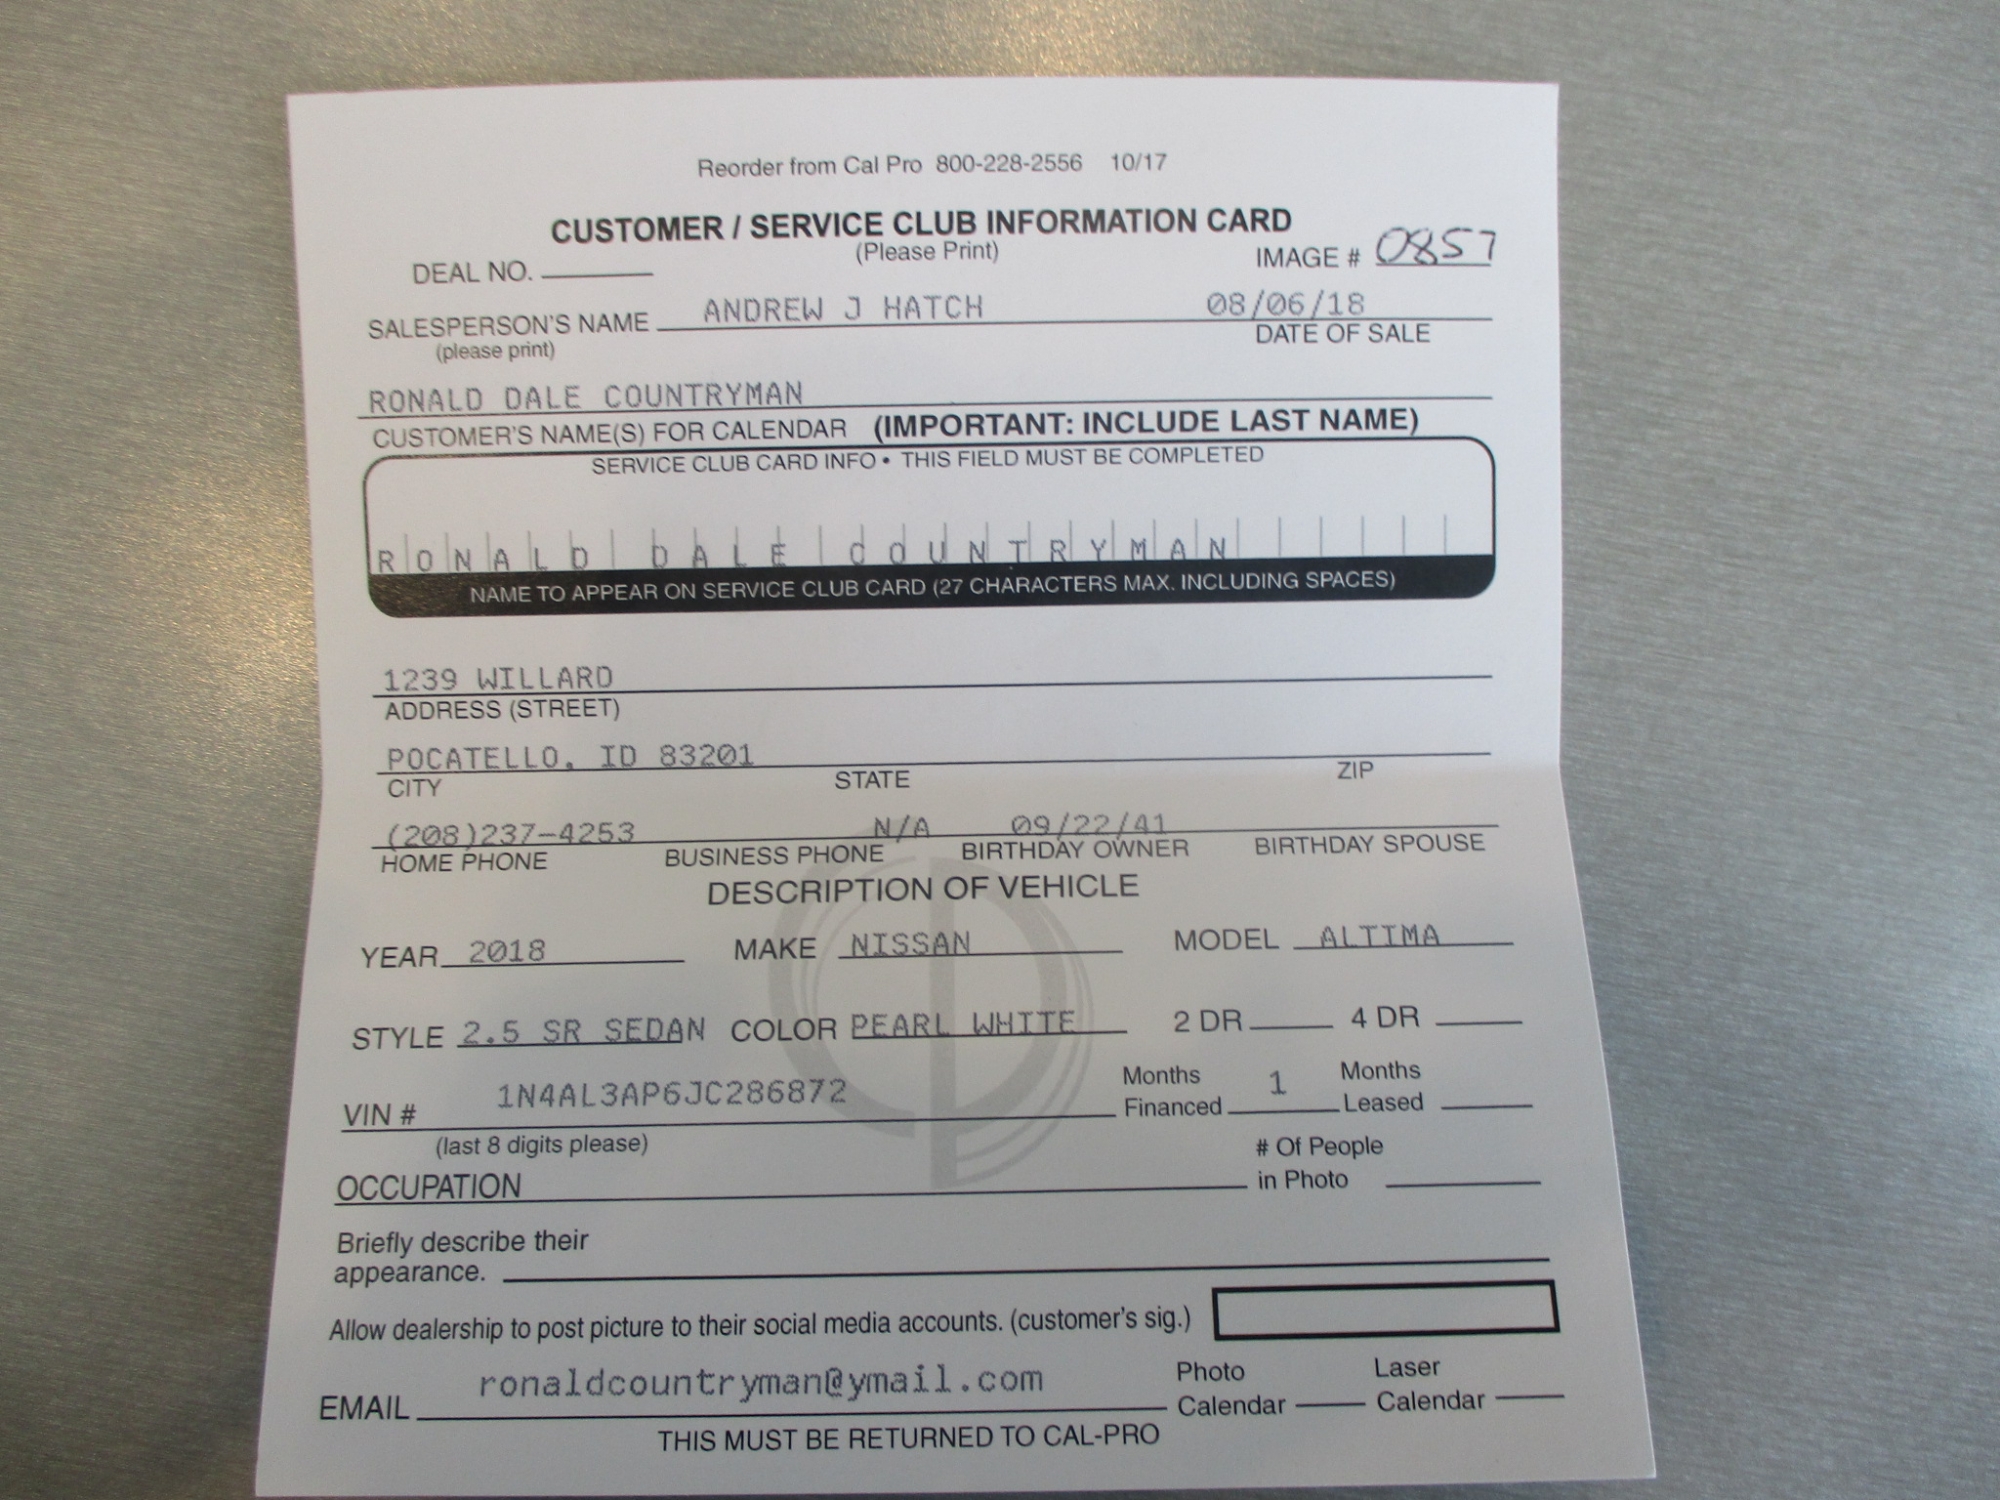 Reorder from Cal Pro 800-228-2556 10/17
CUSTOMER / SERVICE CLUB INFORMATION CARD
(Please Print)
DEAL NO. IMAGE # 0857
SALESPERSON'S NAME ANDREW J HATCH 08/06/18
(please print) DATE OF SALE
RONALD DALE COUNTRYMAN
CUSTOMER'S NAME(S) FOR CALENDAR (IMPORTANT: INCLUDE LAST NAME)
SERVICE CLUB CARD INFO • THIS FIELD MUST BE COMPLETED
RONALD DALE COUNTRYMAN
NAME TO APPEAR ON SERVICE CLUB CARD (27 CHARACTERS MAX. INCLUDING SPACES)
1239 WILLARD
ADDRESS (STREET)
POCATELLO, ID 83201
CITY STATE ZIP
(208)237-4253 N/A 09/22/41
HOME PHONE BUSINESS PHONE BIRTHDAY OWNER BIRTHDAY SPOUSE
DESCRIPTION OF VEHICLE
YEAR 2018 MAKE NISSAN MODEL ALTIMA
STYLE 2.5 SR SEDAN COLOR PEARL WHITE 2 DR 4 DR
VIN # 1N4AL3AP6JC286872 Months Financed 1 Months Leased
(last 8 digits please)
OCCUPATION # Of People in Photo
Briefly describe their
appearance.
Allow dealership to post picture to their social media accounts. (customer's sig.)
EMAIL ronaldcountryman@ymail.com Photo Calendar Laser Calendar
THIS MUST BE RETURNED TO CAL-PRO